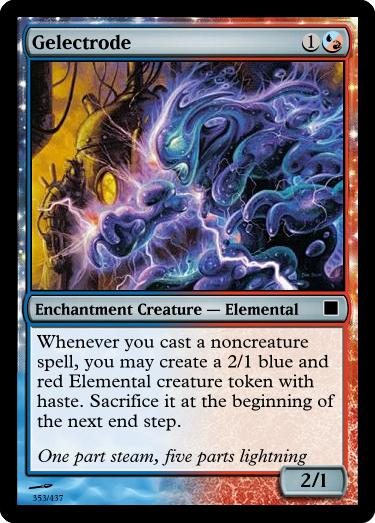 Gelectrode
1
Enchantment Creature — Elemental
Whenever you cast a noncreature
spell, you may create a 2/1 blue and
red Elemental creature token with
haste. Sacrifice it at the beginning of
the next end step.
One part steam, five parts lightning
2/1
353/437